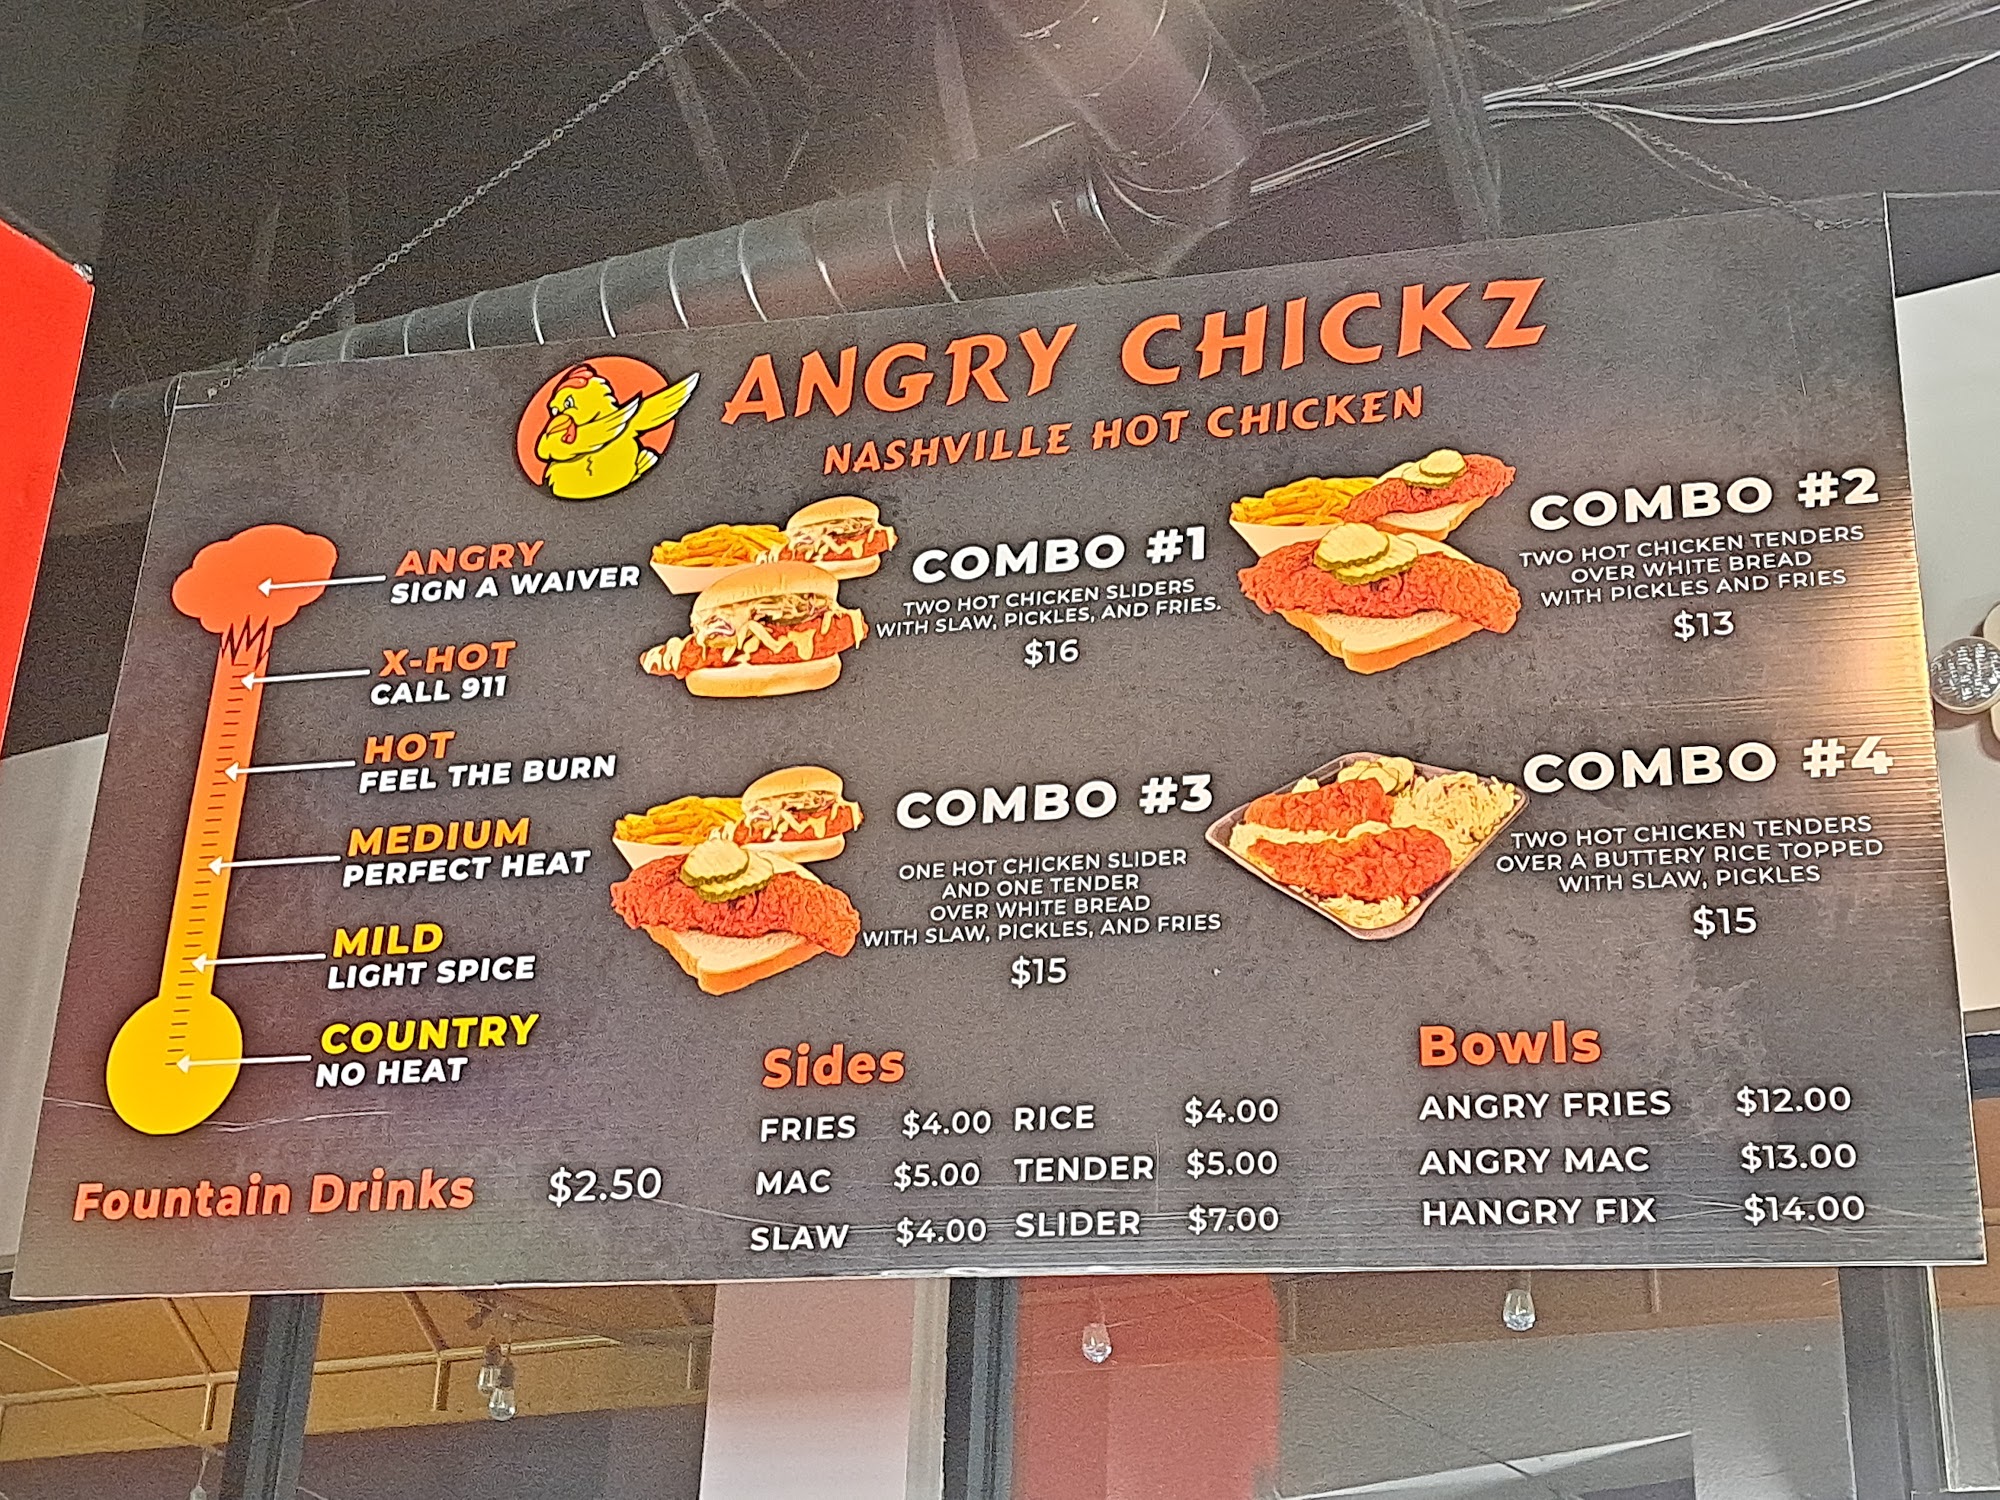 ANGRY CHICKZ
NASHVILLE HOT CHICKEN
ANGRY
SIGN A WAIVER
X-HOT
CALL 911
HOT
FEEL THE BURN
MEDIUM
PERFECT HEAT
MILD
LIGHT SPICE
COUNTRY
NO HEAT
Fountain Drinks $2.50
COMBO #1
TWO HOT CHICKEN SLIDERS
WITH SLAW, PICKLES, AND FRIES.
$16
COMBO #2
TWO HOT CHICKEN TENDERS
OVER WHITE BREAD
WITH PICKLES AND FRIES
$13
COMBO #3
ONE HOT CHICKEN SLIDER
AND ONE TENDER
OVER WHITE BREAD
WITH SLAW, PICKLES, AND FRIES
$15
COMBO #4
TWO HOT CHICKEN TENDERS
OVER A BUTTERY RICE TOPPED
WITH SLAW, PICKLES
$15
Sides
FRIES $4.00 RICE $4.00
MAC $5.00 TENDER $5.00
SLAW $4.00 SLIDER $7.00
Bowls
ANGRY FRIES $12.00
ANGRY MAC $13.00
HANGRY FIX $14.00